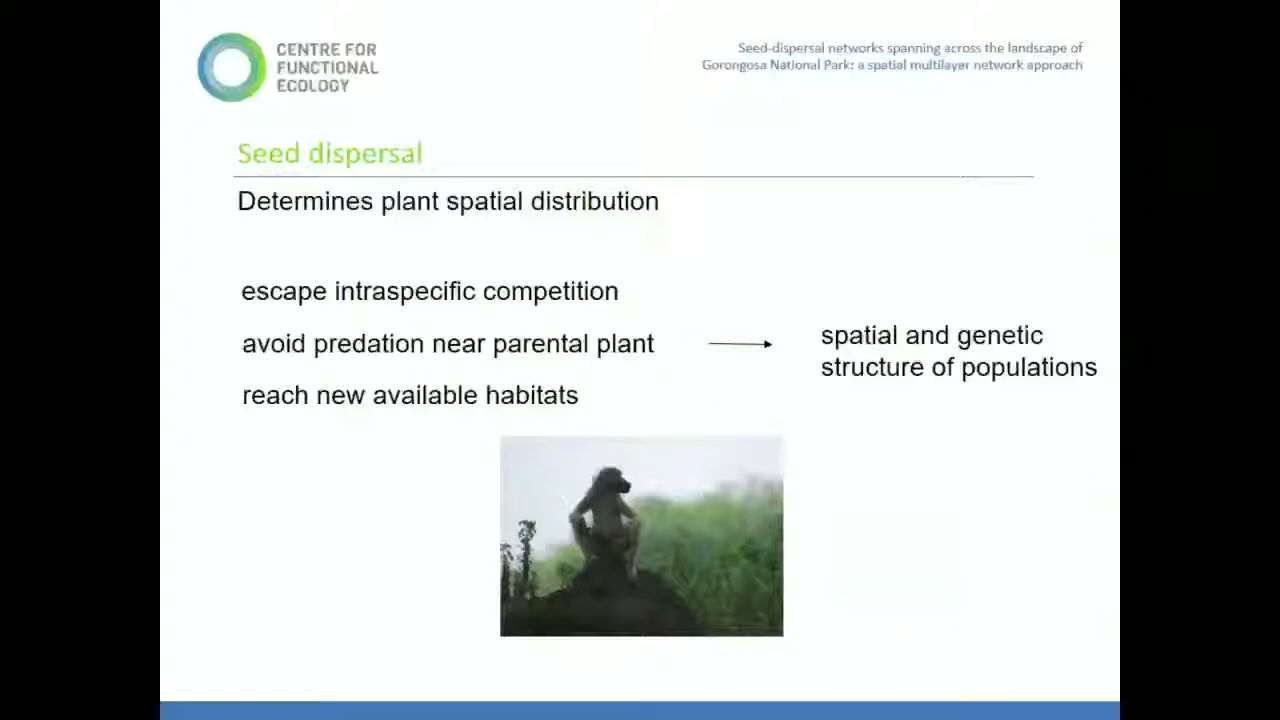 CENTRE FOR
FUNCTIONAL
ECOLOGY
Seed-dispersal networks spanning across the landscape of
Gorongosa National Park: a spatial multilayer network approach
Seed dispersal
Determines plant spatial distribution
escape intraspecific competition
avoid predation near parental plant
reach new available habitats
spatial and genetic
structure of populations